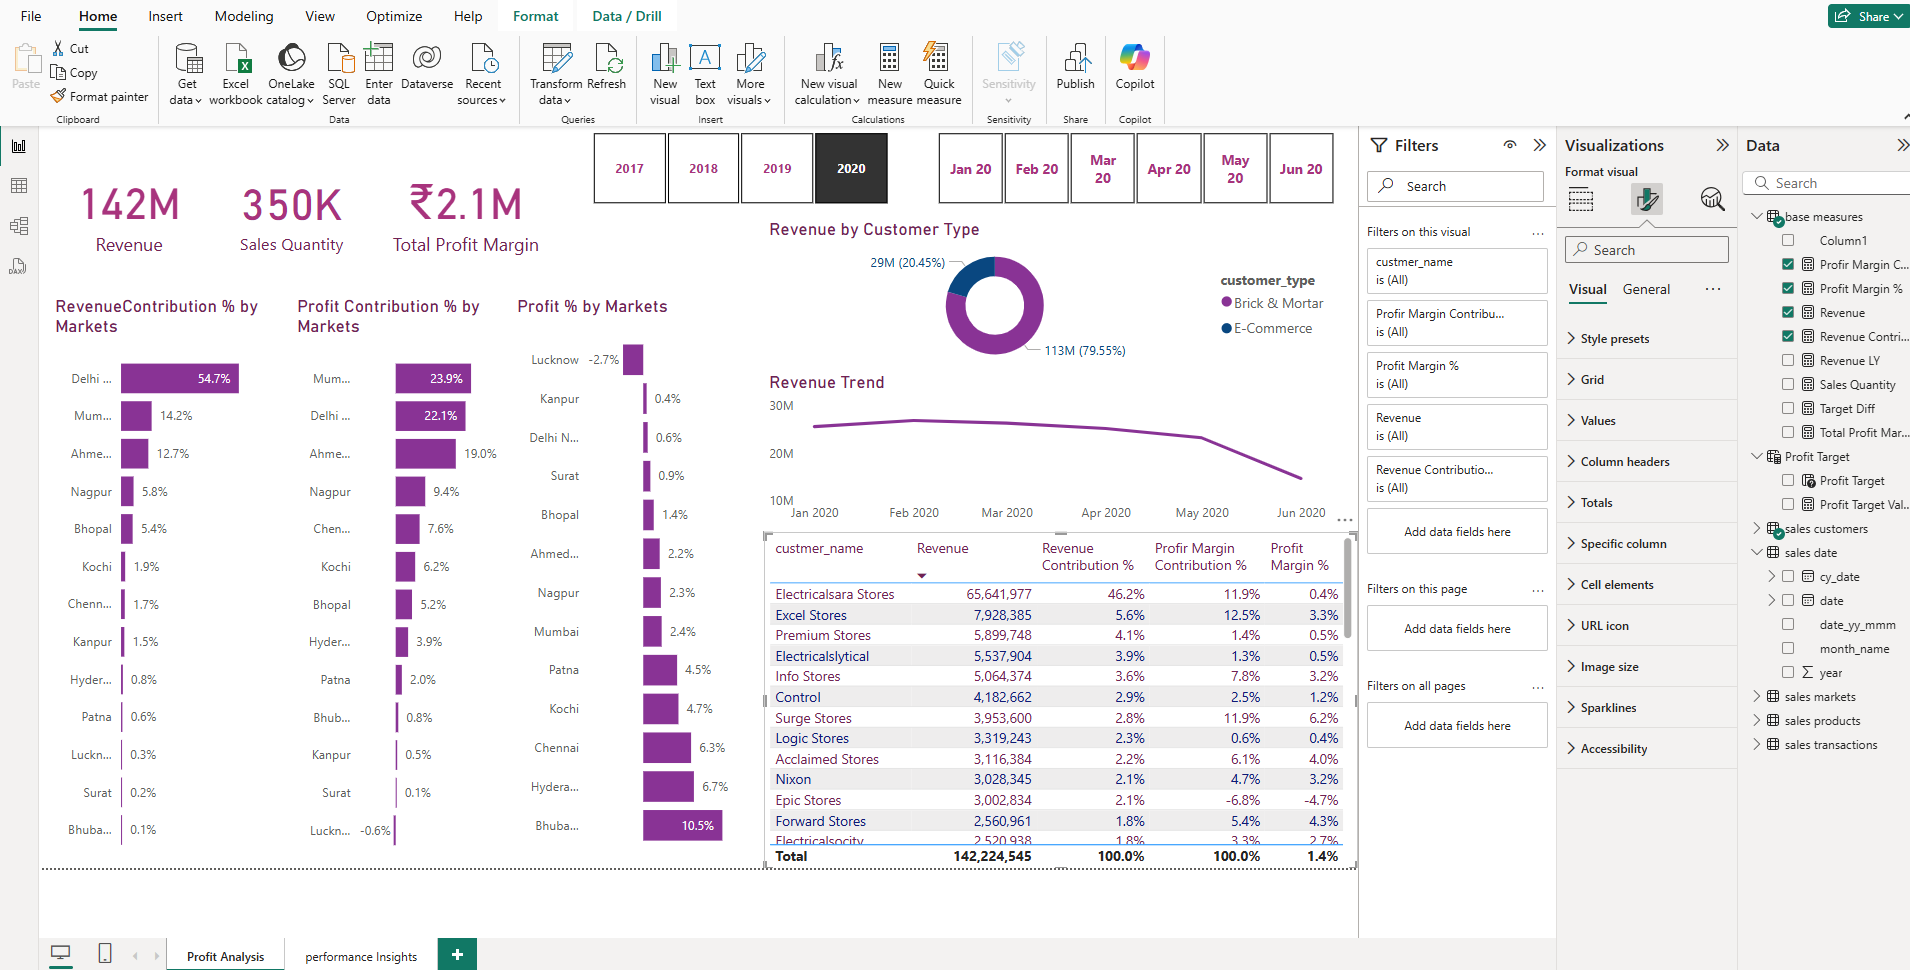 File
Home
Insert
Modeling
View
Optimize
Help
Format
Data / Drill
Share
Paste
Cut
Copy
Format painter
Clipboard
Get
data
Excel
workbook
OneLake
catalog
SQL
Server
Enter
data
Dataverse
Recent
sources
Data
Transform
data
Refresh
Queries
New
visual
A
Text
box
More
visuals
Insert
New visual
calculation
New
measure
Quick
measure
Calculations
Sensitivity
Sensitivity
Publish
Share
Copilot
Copilot
2017
2018
2019
2020
Jan 20
Feb 20
Mar
20
Apr 20
May
20
Jun 20
142M
Revenue
350K
Sales Quantity
₹2.1M
Total Profit Margin
RevenueContribution % by
Markets
Delhi ... 54.7%
Mum... 14.2%
Ahme... 12.7%
Nagpur 5.8%
Bhopal 5.4%
Kochi 1.9%
Chenn... 1.7%
Kanpur 1.5%
Hyder... 0.8%
Patna 0.6%
Luckn... 0.3%
Surat 0.2%
Bhuba... 0.1%
Profit Contribution % by
Markets
Mum... 23.9%
Delhi ... 22.1%
Ahme... 19.0%
Nagpur 9.4%
Chen... 7.6%
Kochi 6.2%
Bhopal 5.2%
Hyder... 3.9%
Patna 2.0%
Bhub... 0.8%
Kanpur 0.5%
Surat 0.1%
Luckn... -0.6%
Profit % by Markets
Lucknow -2.7%
Kanpur 0.4%
Delhi N... 0.6%
Surat 0.9%
Bhopal 1.4%
Ahmed... 2.2%
Nagpur 2.3%
Mumbai 2.4%
Patna 4.5%
Kochi 4.7%
Chennai 6.3%
Hydera... 6.7%
Bhuba... 10.5%
Revenue by Customer Type
29M (20.45%)
113M (79.55%)
customer_type
Brick & Mortar
E-Commerce
Revenue Trend
30M
20M
10M
Jan 2020 Feb 2020 Mar 2020 Apr 2020 May 2020 Jun 2020
custmer_name Revenue Revenue Contribution % Profir Margin Contribution % Profit Margin %
Electricalsara Stores 65,641,977 46.2% 11.9% 0.4%
Excel Stores 7,928,385 5.6% 12.5% 3.3%
Premium Stores 5,899,748 4.1% 1.4% 0.5%
Electricalslytical 5,537,904 3.9% 1.3% 0.5%
Info Stores 5,064,374 3.6% 7.8% 3.2%
Control 4,182,662 2.9% 2.5% 1.2%
Surge Stores 3,953,600 2.8% 11.9% 6.2%
Logic Stores 3,319,243 2.3% 0.6% 0.4%
Acclaimed Stores 3,116,384 2.2% 6.1% 4.0%
Nixon 3,028,345 2.1% 4.7% 3.2%
Epic Stores 3,002,834 2.1% -6.8% -4.7%
Forward Stores 2,560,961 1.8% 5.4% 4.3%
Electricalsocity 2,520,938 1.8% 3.3% 2.7%
Total 142,224,545 100.0% 100.0% 1.4%
Filters
Search
Filters on this visual ...
custmer_name
is (All)
Profir Margin Contribu...
is (All)
Profit Margin %
is (All)
Revenue
is (All)
Revenue Contributio...
is (All)
Add data fields here
Filters on this page ...
Add data fields here
Filters on all pages ...
Add data fields here
Visualizations
Format visual
Search
Visual General ...
Style presets
Grid
Values
Column headers
Totals
Specific column
Cell elements
URL icon
Image size
Sparklines
Accessibility
Data
Search
base measures
Column1
Profir Margin C...
Profit Margin %
Revenue
Revenue Contri...
Revenue LY
Sales Quantity
Target Diff
Total Profit Mar...
Profit Target
Profit Target
Profit Target Val...
sales customers
sales date
cy_date
date
date_yy_mmm
month_name
year
sales markets
sales products
sales transactions
Profit Analysis
performance Insights
+